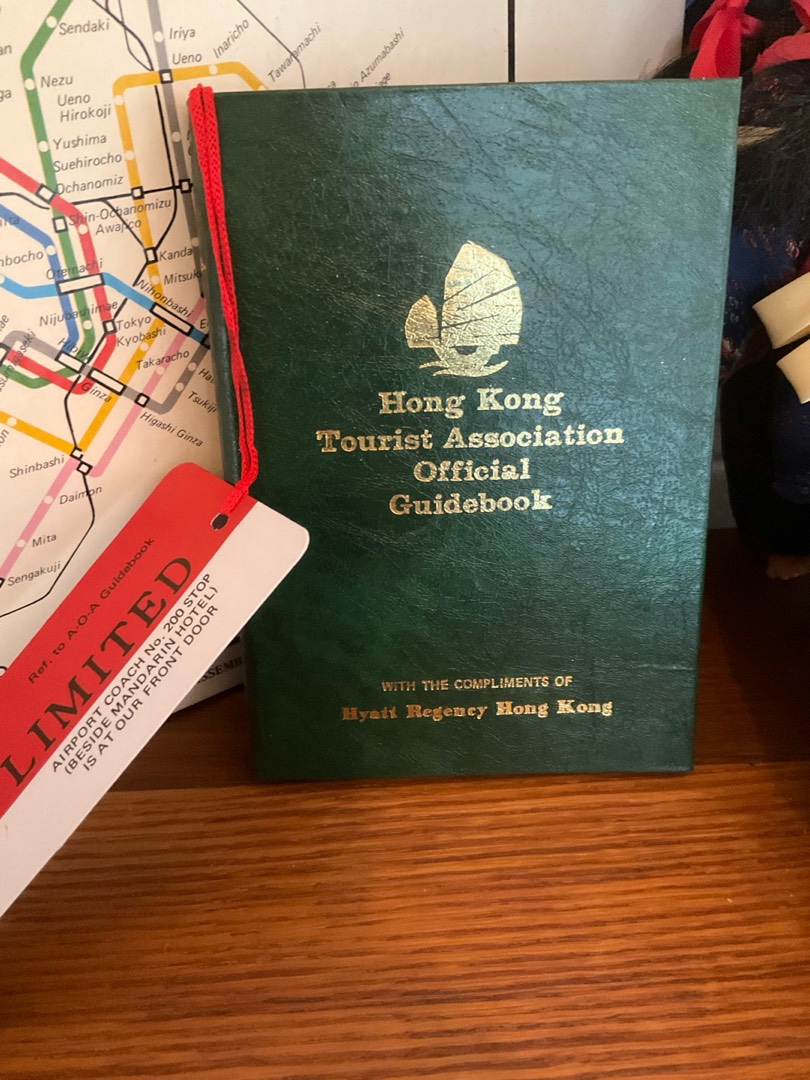 Hong Kong
Tourist Association
Official
Guidebook
WITH THE COMPLIMENTS OF
Hyatt Regency Hong Kong
Ref. to A-O-A Guidebook
LIMITED
AIRPORT COACH No. 200 STOP
(BESIDE MANDARIN HOTEL)
IS AT OUR FRONT DOOR
Sendaki
Iriya
Inaricho
Tawaramachi
Ueno
Nezu
Ueno
Hirokoji
Yushima
Suehirocho
Ochanomiz
Shin-Ochanomizu
Awajico
Kanda
Otemachi
Nihonbashi
Tokyo
Kyobashi
Takaracho
Ginza
Higashi Ginza
Shinbashi
Mita
Sengakuji